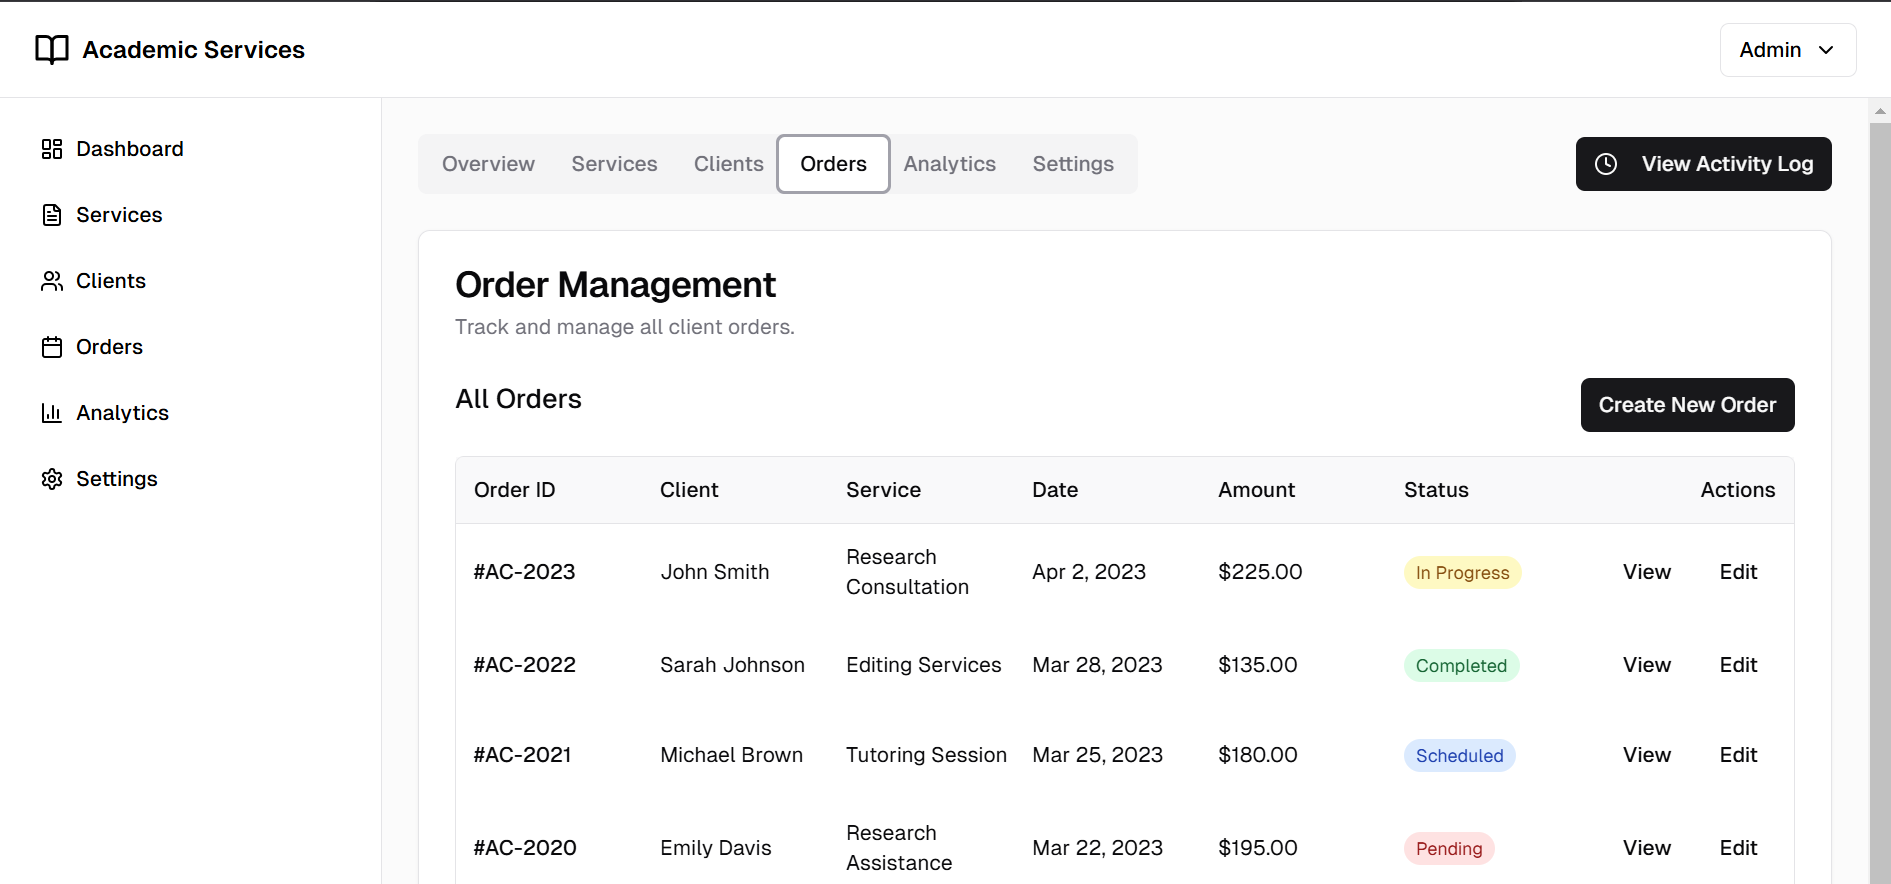 Academic Services
Admin
Dashboard
Services
Clients
Orders
Analytics
Settings
Overview Services Clients Orders Analytics Settings
View Activity Log
Order Management
Track and manage all client orders.
All Orders
Create New Order
Order ID Client Service Date Amount Status Actions
#AC-2023 John Smith Research Consultation Apr 2, 2023 $225.00 In Progress View Edit
#AC-2022 Sarah Johnson Editing Services Mar 28, 2023 $135.00 Completed View Edit
#AC-2021 Michael Brown Tutoring Session Mar 25, 2023 $180.00 Scheduled View Edit
#AC-2020 Emily Davis Research Assistance Mar 22, 2023 $195.00 Pending View Edit